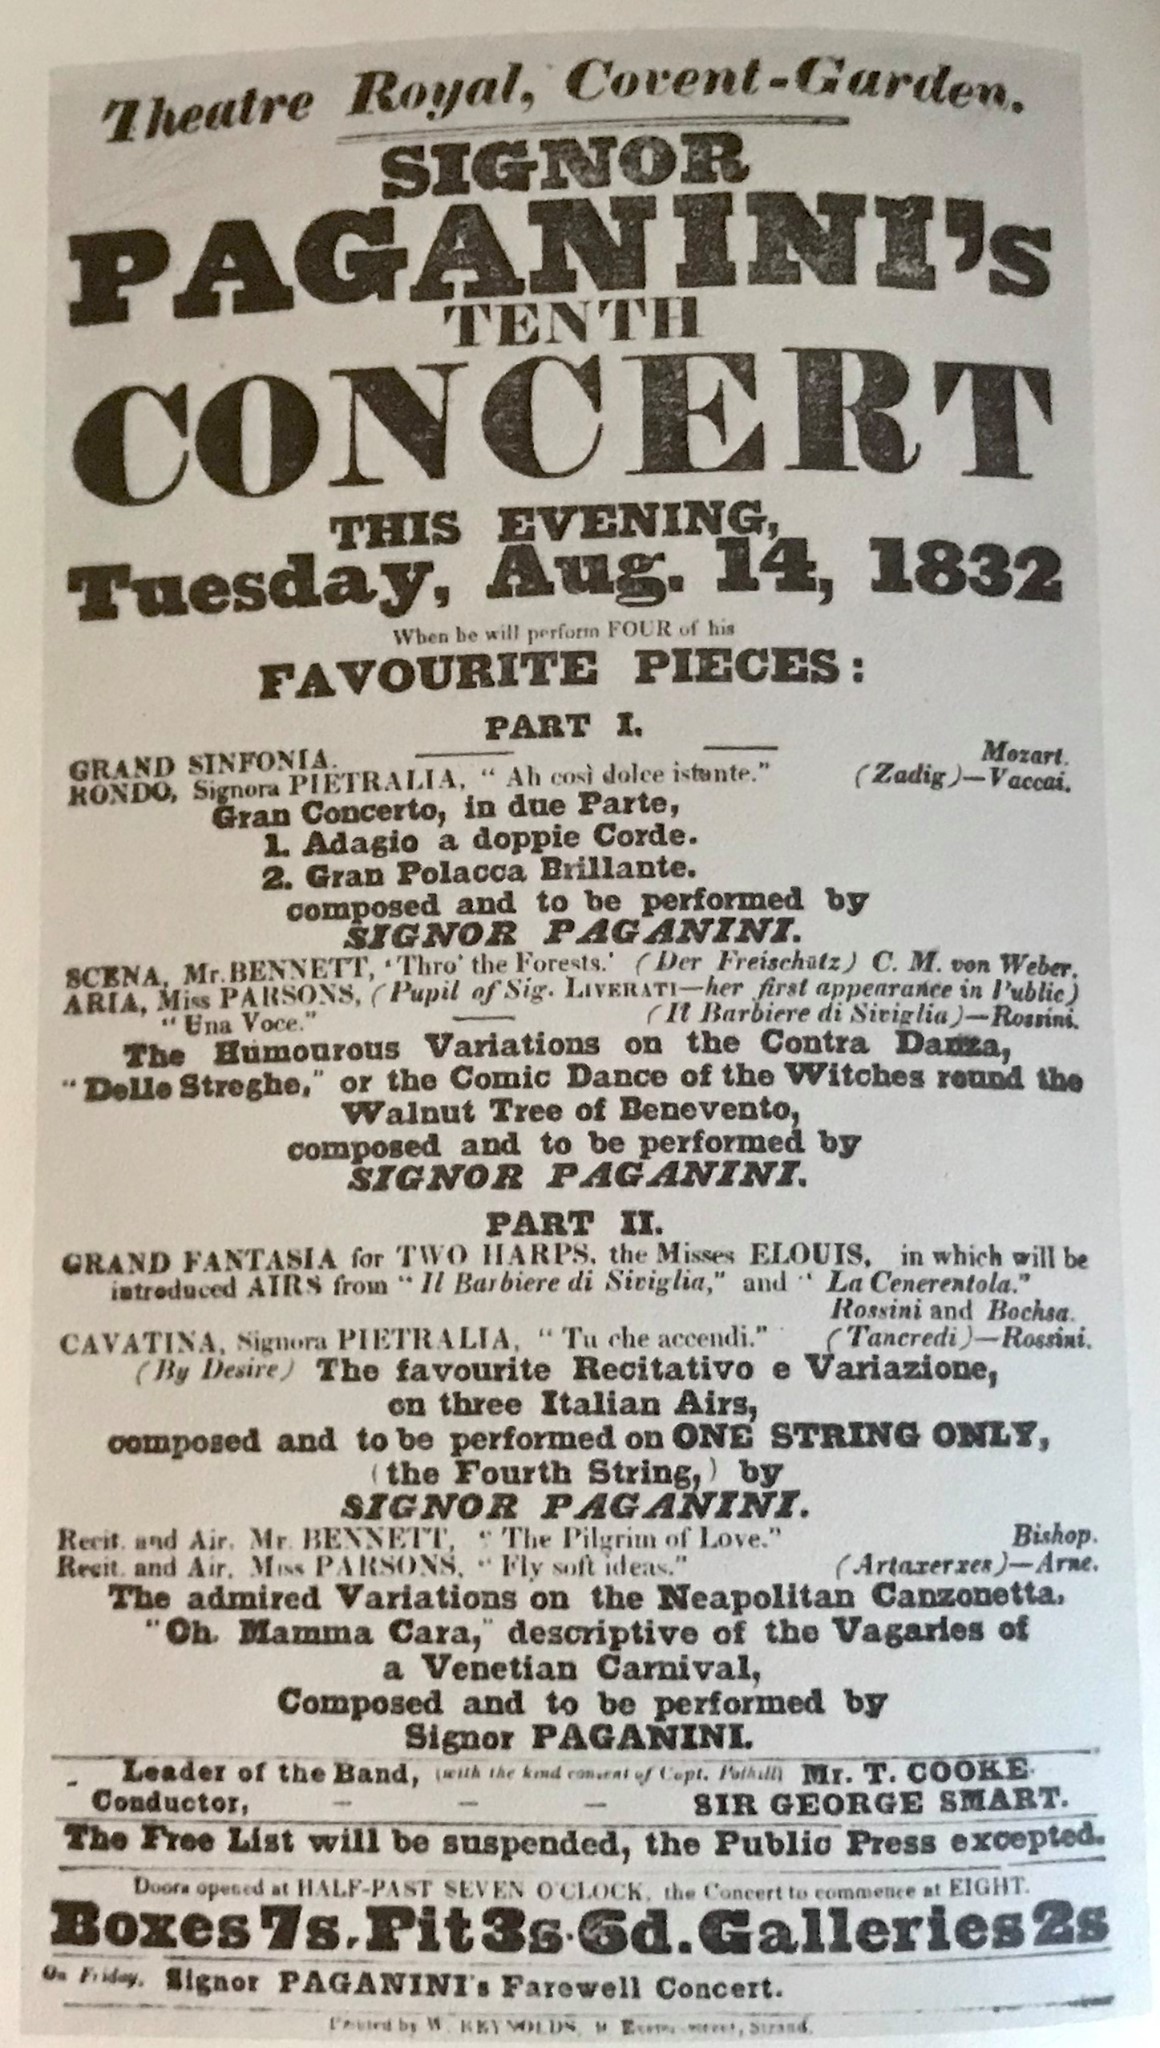 Theatre Royal, Covent-Garden.
SIGNOR
PAGANINI'S
TENTH
CONCERT
THIS EVENING,
Tuesday, Aug. 14, 1832
When he will perform FOUR of his
FAVOURITE PIECES:
PART I.
GRAND SINFONIA. Mozart.
RONDO, Signora PIETRALIA, "Ah così dolce istante." (Zadig)—Vaccai.
Gran Concerto, in due Parte,
1. Adagio a doppie Corde.
2. Gran Polacca Brillante.
composed and to be performed by
SIGNOR PAGANINI.
SCENA, Mr. BENNETT, 'Thro' the Forests.' (Der Freischütz) C. M. von Weber.
ARIA, Miss PARSONS, (Pupil of Sig. LIVERATI—her first appearance in Public)
"Una Voce." (Il Barbiere di Siviglia)—Rossini.
The Humourous Variations on the Contra Danza,
"Delle Streghe," or the Comic Dance of the Witches round the
Walnut Tree of Benevento,
composed and to be performed by
SIGNOR PAGANINI.
PART II.
GRAND FANTASIA for TWO HARPS, the Misses ELOUIS, in which will be
introduced AIRS from "Il Barbiere di Siviglia," and "La Cenerentola."
Rossini and Bochsa.
CAVATINA, Signora PIETRALIA, "Tu che accendi." (Tancredi)—Rossini.
(By Desire) The favourite Recitativo e Variazione,
on three Italian Airs,
composed and to be performed on ONE STRING ONLY,
(the Fourth String,) by
SIGNOR PAGANINI.
Recit. and Air, Mr. BENNETT, "The Pilgrim of Love." Bishop.
Recit. and Air, Miss PARSONS, "Fly soft ideas." (Artaxerxes)—Arne.
The admired Variations on the Neapolitan Canzonetta,
"Oh Mamma Cara," descriptive of the Vagaries of
a Venetian Carnival,
Composed and to be performed by
Signor PAGANINI.
Leader of the Band, (with the kind consent of Capt. Polhill) Mr. T. COOKE
Conductor, – – – SIR GEORGE SMART.
The Free List will be suspended, the Public Press excepted.
Doors opened at HALF-PAST SEVEN O'CLOCK, the Concert to commence at EIGHT.
Boxes 7s. Pit 3s. 6d. Galleries 2s
On Friday, Signor PAGANINI's Farewell Concert.
Printed by W. REYNOLDS, Strand.